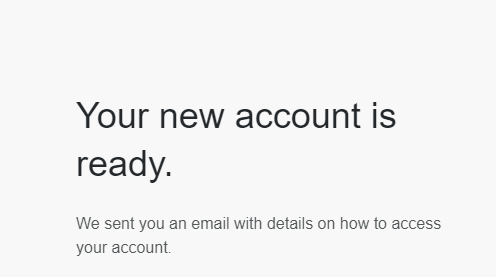 Your new account is
ready.
We sent you an email with details on how to access
your account.